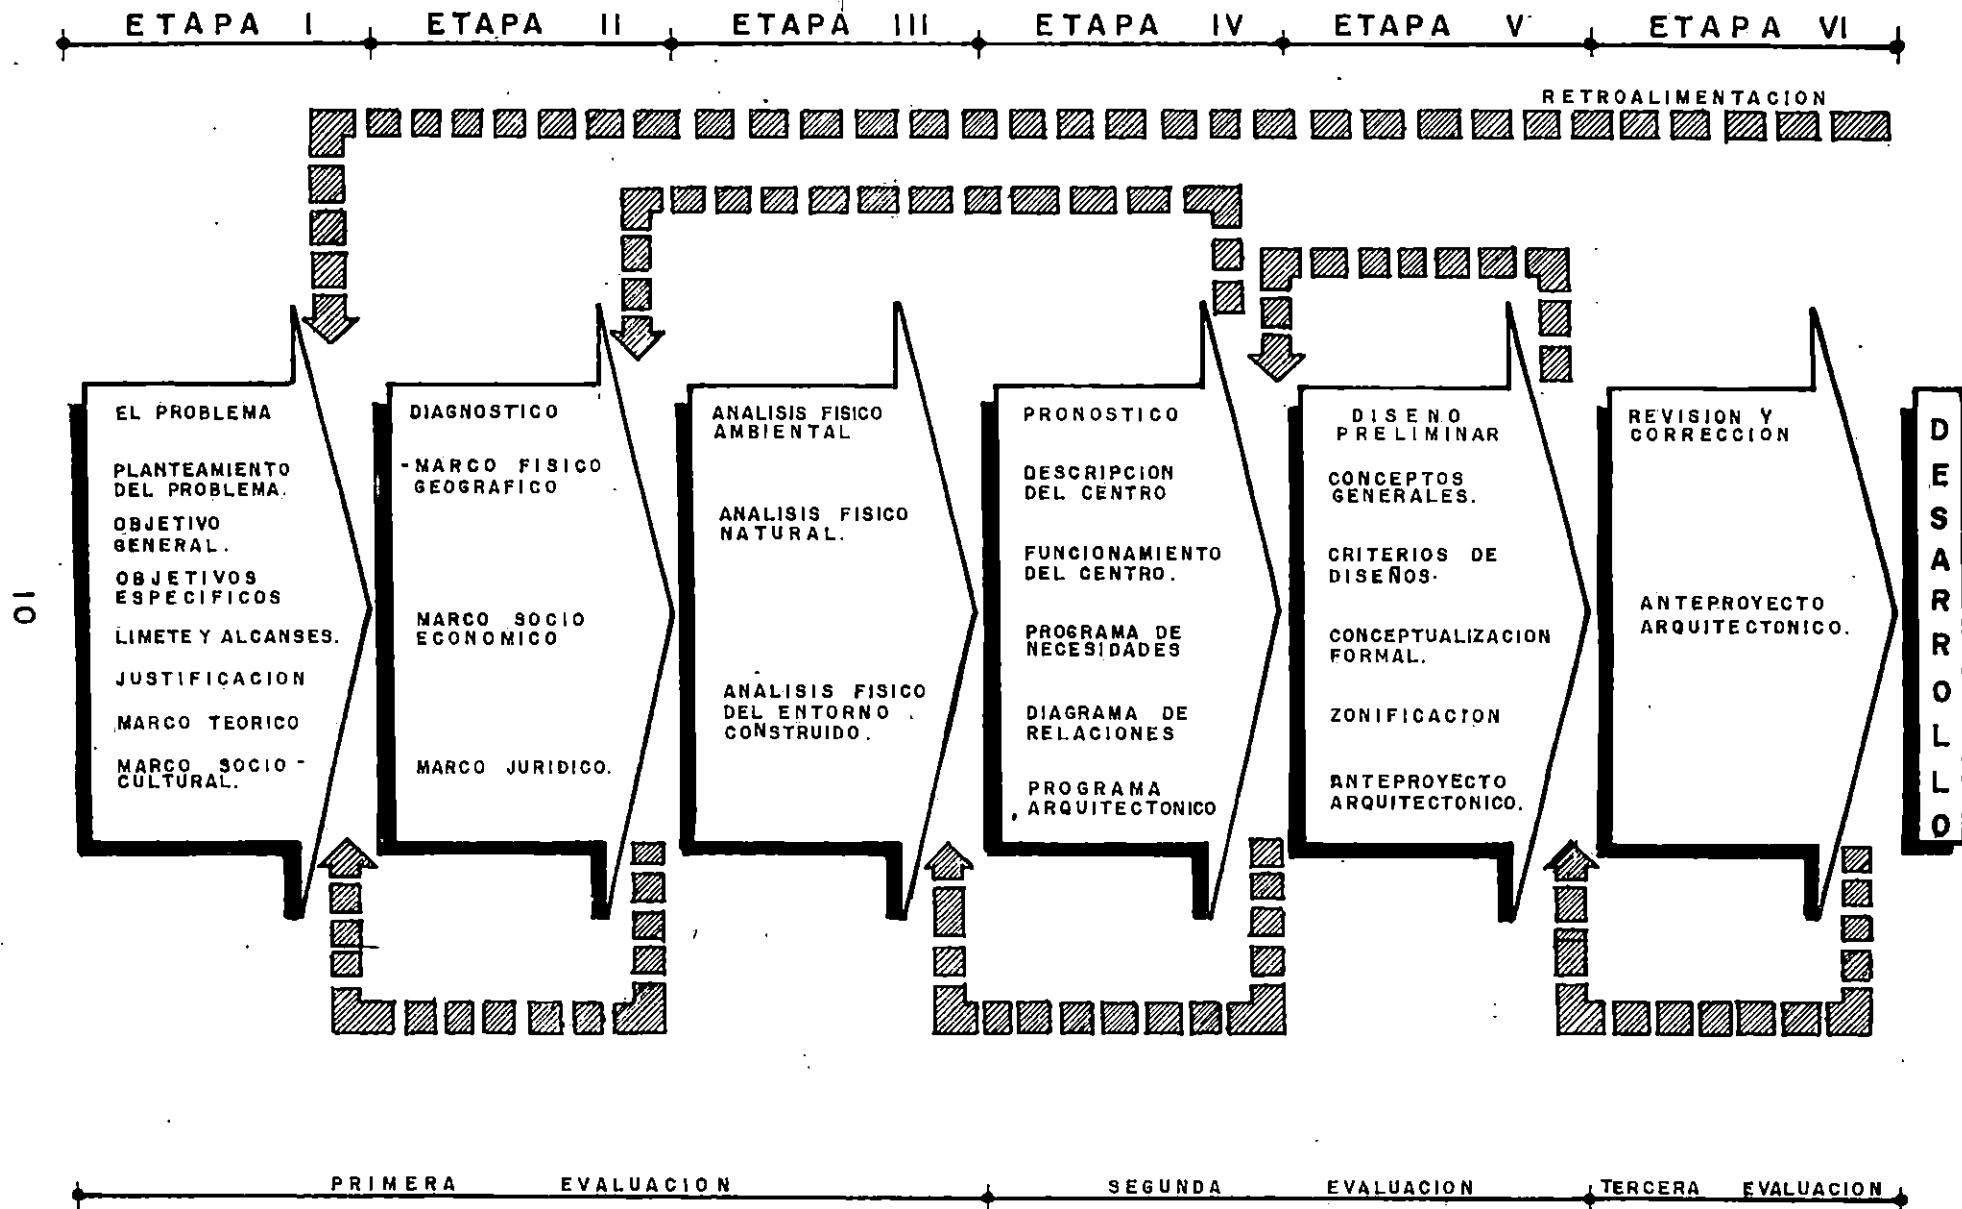 ETAPA I
ETAPA II
ETAPA III
ETAPA IV
ETAPA V
ETAPA VI
RETROALIMENTACION
EL PROBLEMA
PLANTEAMIENTO
DEL PROBLEMA.
OBJETIVO
GENERAL.
OBJETIVOS
ESPECIFICOS
LIMETE Y ALCANSES.
JUSTIFICACION
MARCO TEORICO
MARCO SOCIO-
CULTURAL.
DIAGNOSTICO
-MARCO FISICO
GEOGRAFICO
MARCO SOCIO
ECONOMICO
MARCO JURIDICO.
ANALISIS FISICO
AMBIENTAL
ANALISIS FISICO
NATURAL.
ANALISIS FISICO
DEL ENTORNO
CONSTRUIDO.
PRONOSTICO
DESCRIPCION
DEL CENTRO
FUNCIONAMIENTO
DEL CENTRO.
PROGRAMA DE
NECESIDADES
DIAGRAMA DE
RELACIONES
PROGRAMA
ARQUITECTONICO
DISENO
PRELIMINAR
CONCEPTOS
GENERALES.
CRITERIOS DE
DISEÑOS.
CONCEPTUALIZACION
FORMAL.
ZONIFICACION
ANTEPROYECTO
ARQUITECTONICO.
REVISION Y
CORRECCION
ANTEPROYECTO
ARQUITECTONICO.
DESARROLLO
10
PRIMERA EVALUACION
SEGUNDA EVALUACION
TERCERA EVALUACION